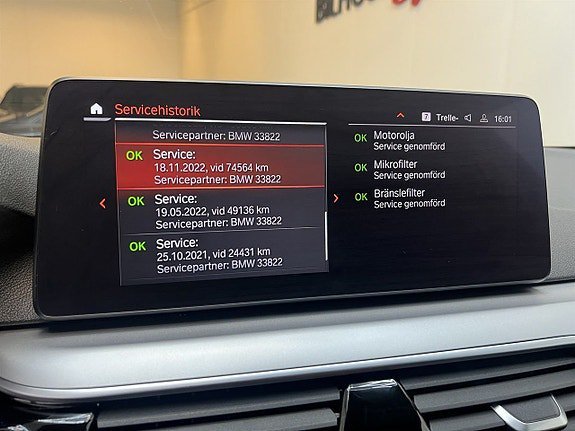 Servicehistorik
7 Trelle- 16:01
Servicepartner: BMW 33822
OK Service:
18.11.2022, vid 74564 km
Servicepartner: BMW 33822
OK Service:
19.05.2022, vid 49136 km
Servicepartner: BMW 33822
OK Service:
25.10.2021, vid 24431 km
Servicepartner: BMW 33822
OK Motorolja
Service genomförd
OK Mikrofilter
Service genomförd
OK Bränslefilter
Service genomförd